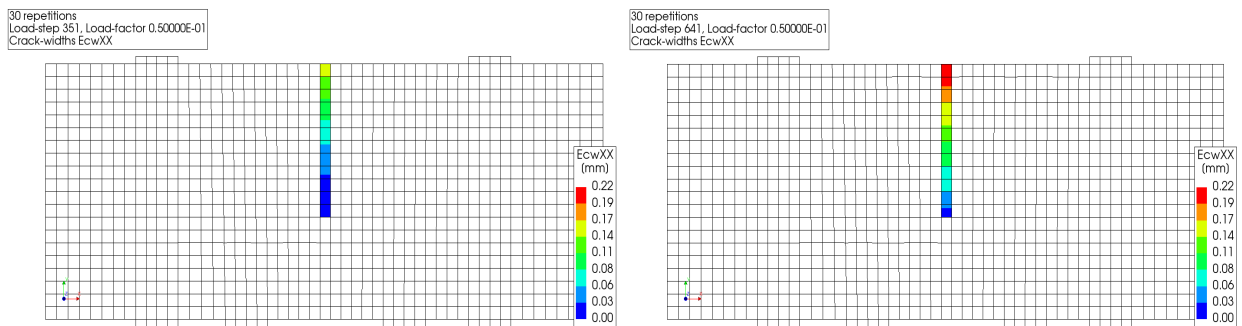 30 repetitions
Load-step 351, Load-factor 0.50000E-01
Crack-widths EcwXX
EcwXX
(mm)
0.22
0.19
0.17
0.14
0.11
0.08
0.06
0.03
0.00
30 repetitions
Load-step 641, Load-factor 0.50000E-01
Crack-widths EcwXX
EcwXX
(mm)
0.22
0.19
0.17
0.14
0.11
0.08
0.06
0.03
0.00